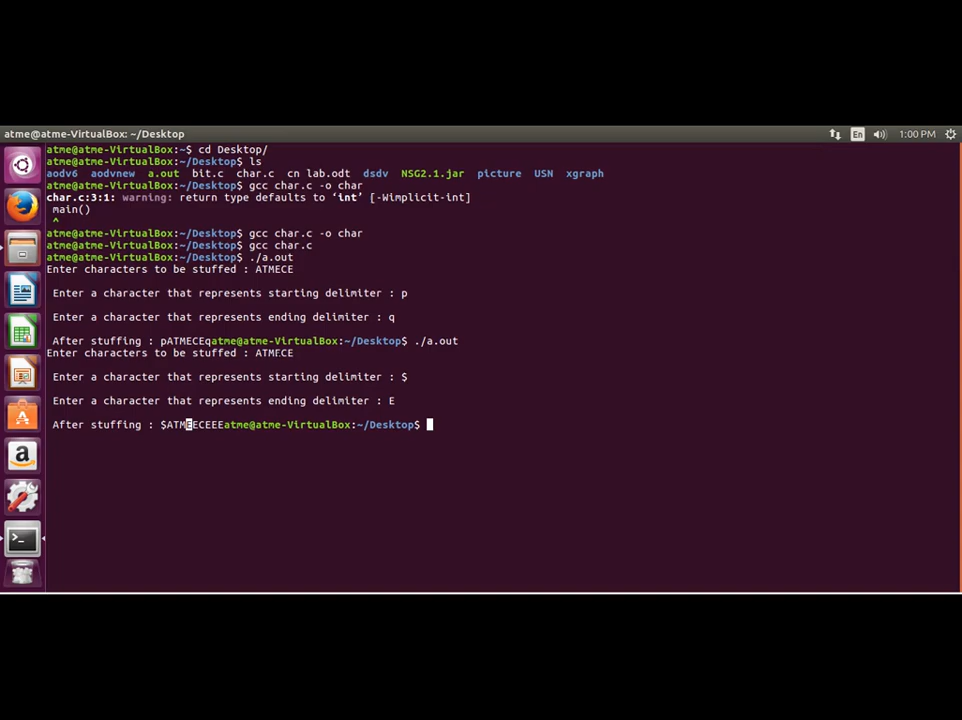 atme@atme-VirtualBox: ~/Desktop En 1:00 PM
atme@atme-VirtualBox:~$ cd Desktop/
atme@atme-VirtualBox:~/Desktop$ ls
aodv6 aodvnew a.out bit.c char.c cn lab.odt dsdv NSG2.1.jar picture USN xgraph
atme@atme-VirtualBox:~/Desktop$ gcc char.c -o char
char.c:3:1: warning: return type defaults to ‘int’ [-Wimplicit-int]
main()
^
atme@atme-VirtualBox:~/Desktop$ gcc char.c -o char
atme@atme-VirtualBox:~/Desktop$ gcc char.c
atme@atme-VirtualBox:~/Desktop$ ./a.out
Enter characters to be stuffed : ATMECE
Enter a character that represents starting delimiter : p
Enter a character that represents ending delimiter : q
After stuffing : pATMECEqatme@atme-VirtualBox:~/Desktop$ ./a.out
Enter characters to be stuffed : ATMECE
Enter a character that represents starting delimiter : $
Enter a character that represents ending delimiter : E
After stuffing : $ATMEECEEEatme@atme-VirtualBox:~/Desktop$